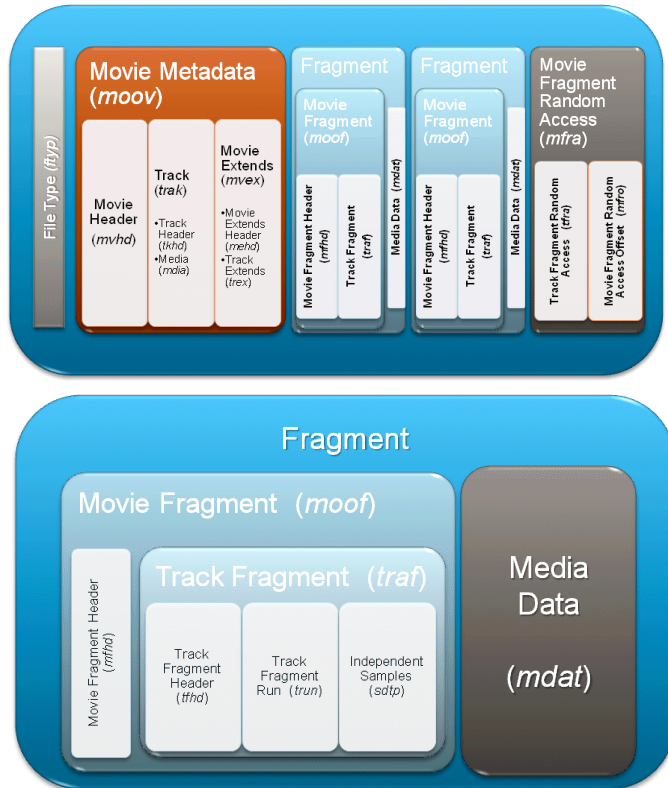 File Type (ftyp)
Movie Metadata
(moov)
Movie
Header
(mvhd)
Track
(trak)
•Track
Header
(tkhd)
•Media
(mdia)
Movie
Extends
(mvex)
•Movie
Extends
Header
(mehd)
•Track
Extends
(trex)
Fragment
Movie
Fragment
(moof)
Movie Fragment Header
(mfhd)
Track Fragment
(traf)
Media Data (mdat)
Fragment
Movie
Fragment
(moof)
Movie Fragment Header
(mfhd)
Track Fragment
(traf)
Media Data (mdat)
Movie
Fragment
Random
Access
(mfra)
Track Fragment Random
Access (tfra)
Movie Fragment Random
Access Offset (mfro)
Fragment
Movie Fragment (moof)
Movie Fragment Header
(mfhd)
Track Fragment (traf)
Track
Fragment
Header
(tfhd)
Track
Fragment
Run (trun)
Independent
Samples
(sdtp)
Media
Data
(mdat)